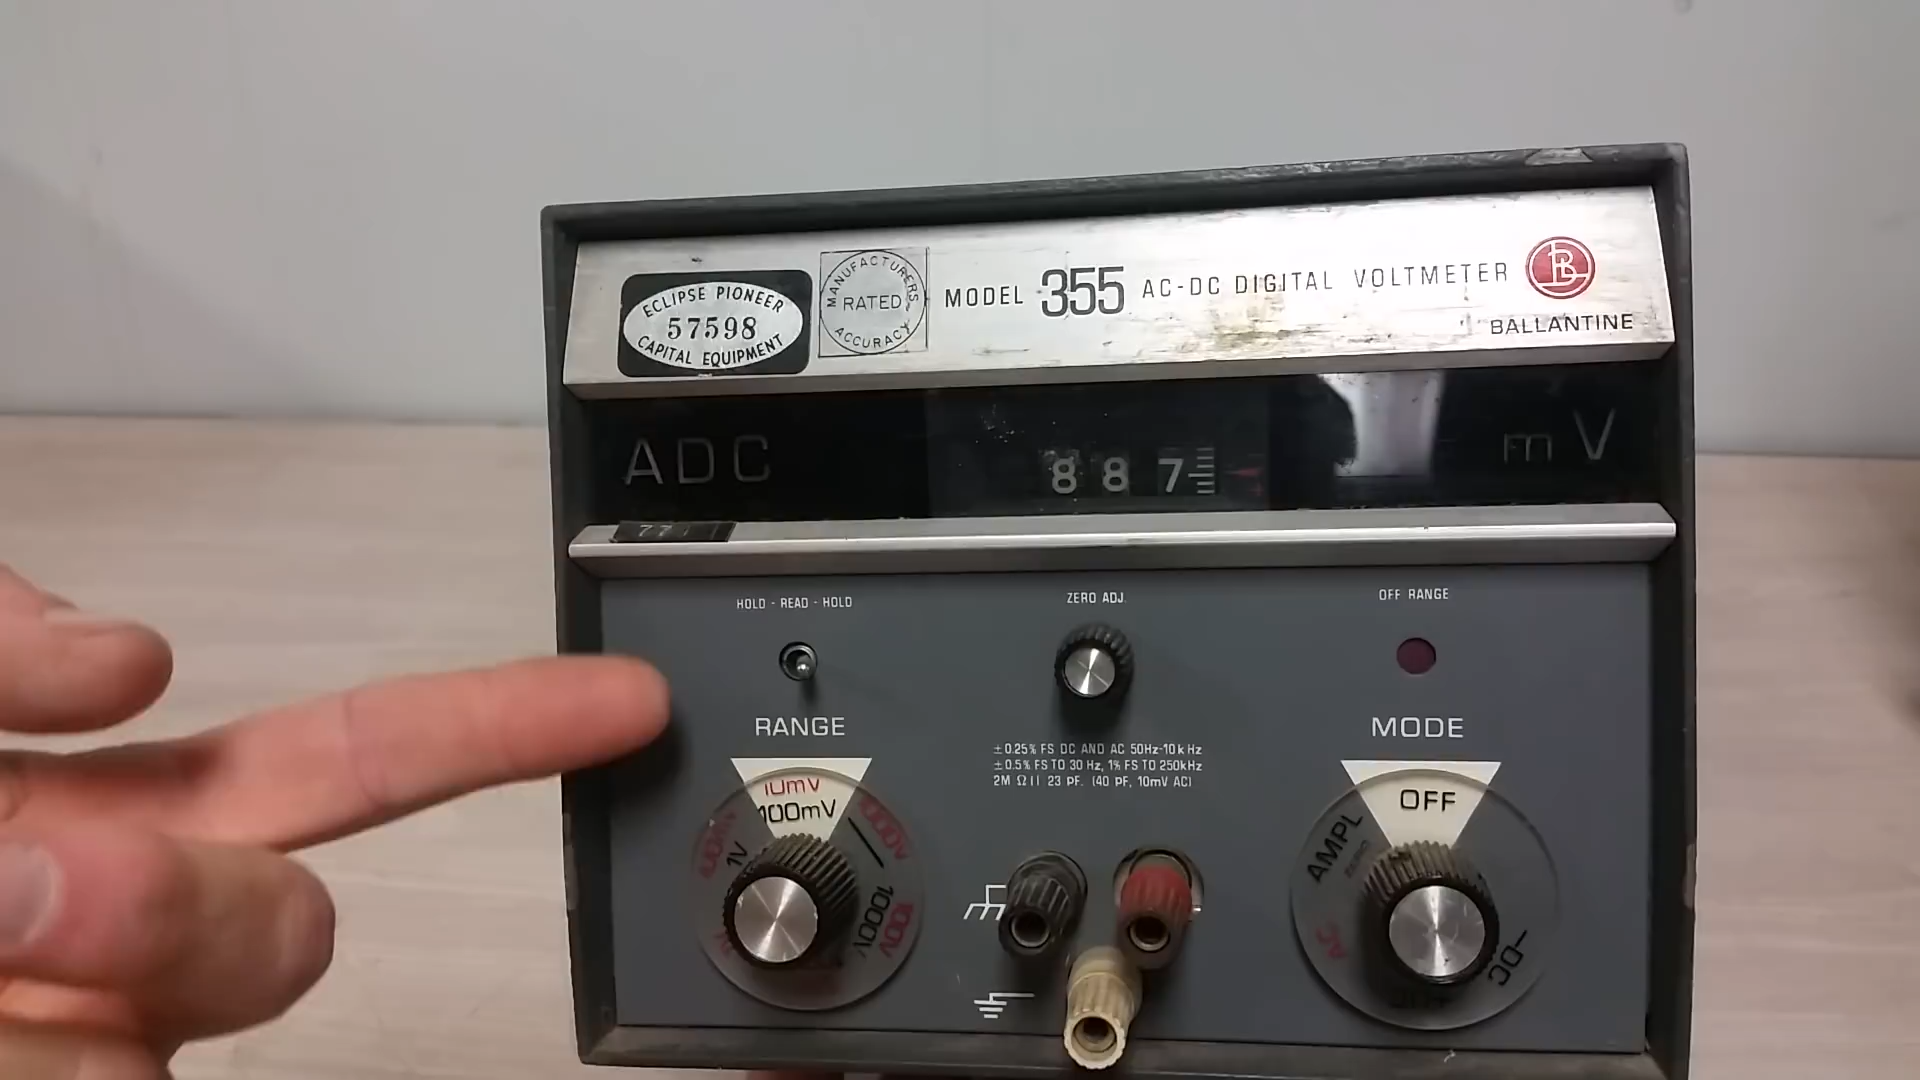 ECLIPSE PIONEER
57598
CAPITAL EQUIPMENT
MANUFACTURERS
RATED
ACCURACY
MODEL 355 AC-DC DIGITAL VOLTMETER
B
BALLANTINE
ADC
887
mV
77
HOLD - READ - HOLD
ZERO ADJ.
OFF RANGE
RANGE
MODE
±0.25% FS DC AND AC 50Hz-10kHz
±0.5% FS TO 30 Hz, 1% FS TO 250kHz
2M Ω|| 23 PF. (40 PF, 10mV AC)
10mV
100mV
1V
1000V
100V
OFF
AMPL
ZERO
AC
-DC